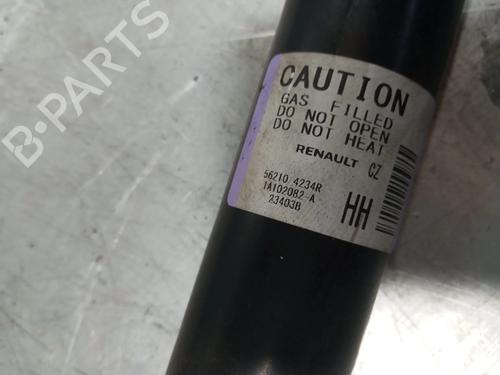 CAUTION
GAS FILLED
DO NOT OPEN
DO NOT HEAT
RENAULT CZ
56210 4234R
1A102082-A
23403B
HH
B-PARTS